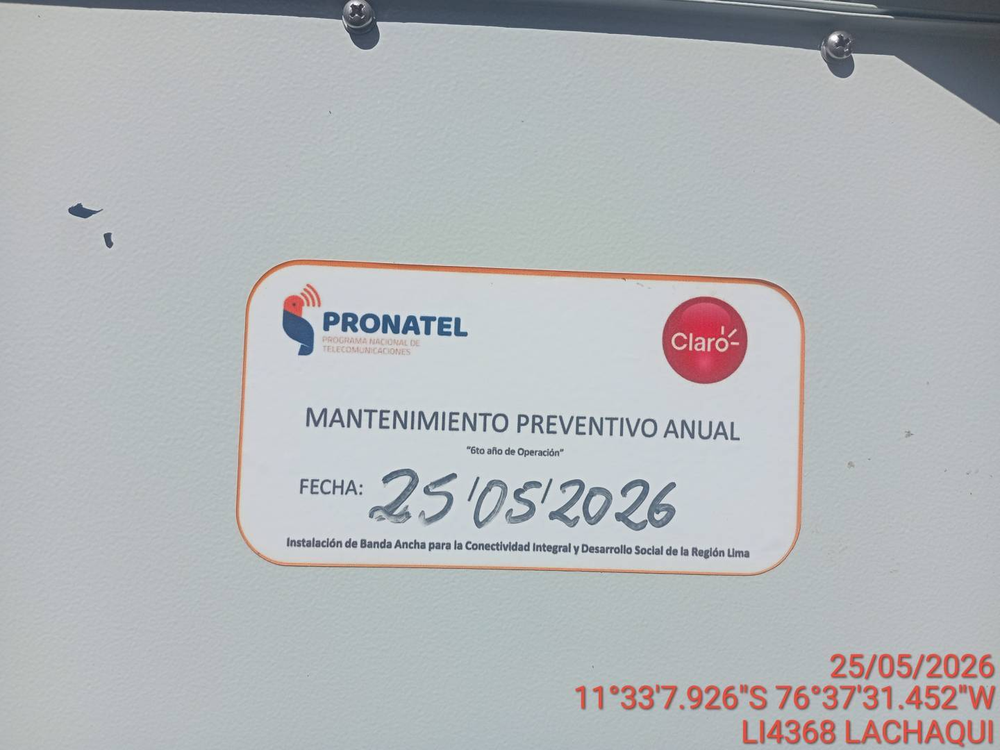 PRONATEL
PROGRAMA NACIONAL DE
TELECOMUNICACIONES
Claro
MANTENIMIENTO PREVENTIVO ANUAL
"6to año de Operación"
FECHA: 25/05/2026
Instalación de Banda Ancha para la Conectividad Integral y Desarrollo Social de la Región Lima
25/05/2026
11°33'7.926"S 76°37'31.452"W
LI4368 LACHAQUI